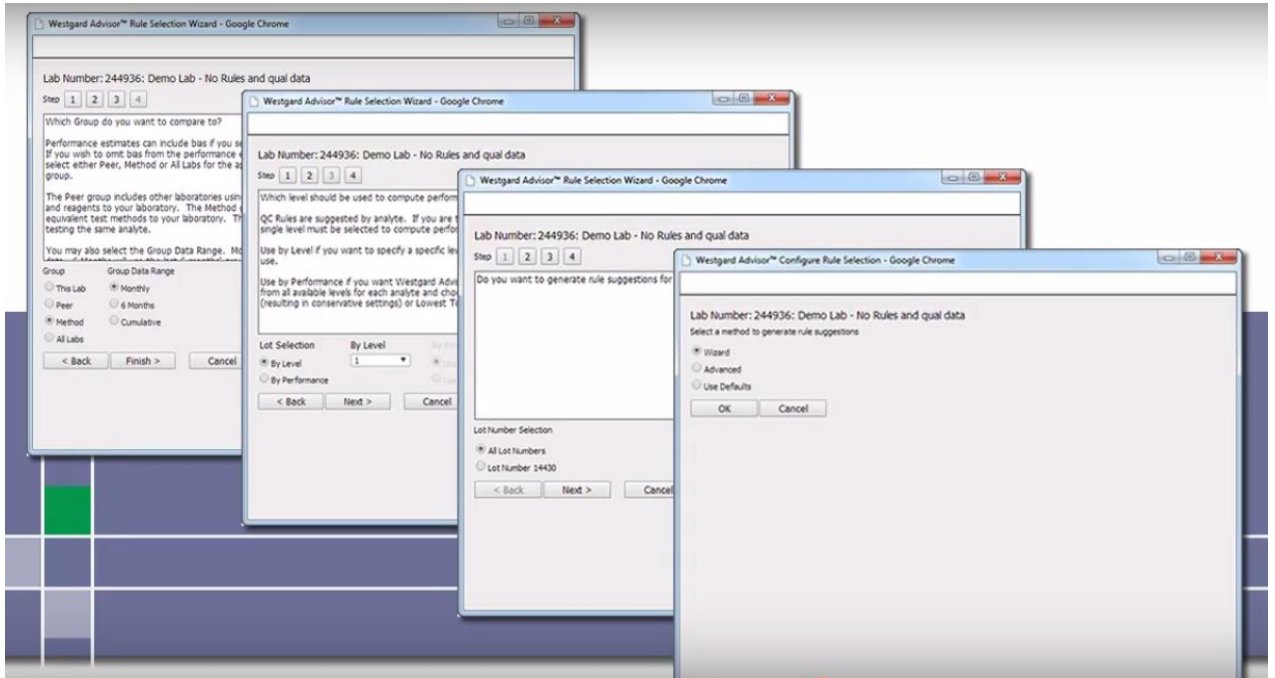 Westgard Advisor™ Rule Selection Wizard - Google Chrome
Lab Number: 244936: Demo Lab - No Rules and qual data
Step 1 2 3 4
Which Group do you want to compare to?
Performance estimates can include bias if you
If you wish to omit bias from the performance
select either Peer, Method or All Labs for the
group.
The Peer group includes other laboratories
and reagents to your laboratory. The Method
equivalent test methods to your laboratory.
testing the same analyte.
You may also select the Group Data Range.
Group Group Data Range
This Lab Monthly
Peer 6 Months
Method Cumulative
All Labs
< Back Finish > Cancel
Westgard Advisor™ Rule Selection Wizard - Google Chrome
Lab Number: 244936: Demo Lab - No Rules and qual data
Step 1 2 3 4
Which level should be used to compute
QC Rules are suggested by analyte. If you are
single level must be selected to compute
Use by Level if you want to specify a specific
use.
Use by Performance if you want Westgard
from all available levels for each analyte and
(resulting in conservative settings) or Lowest
Lot Selection By Level By
By Level 1
By Performance
< Back Next > Cancel
Westgard Advisor™ Rule Selection Wizard - Google Chrome
Lab Number: 244936: Demo Lab - No Rules and qual data
Step 1 2 3 4
Do you want to generate rule suggestions for
Lot Number Selection
All Lot Numbers
Lot Number 14430
< Back Next > Cancel
Westgard Advisor™ Configure Rule Selection - Google Chrome
Lab Number: 244936: Demo Lab - No Rules and qual data
Select a method to generate rule suggestions
Wizard
Advanced
Use Defaults
OK Cancel